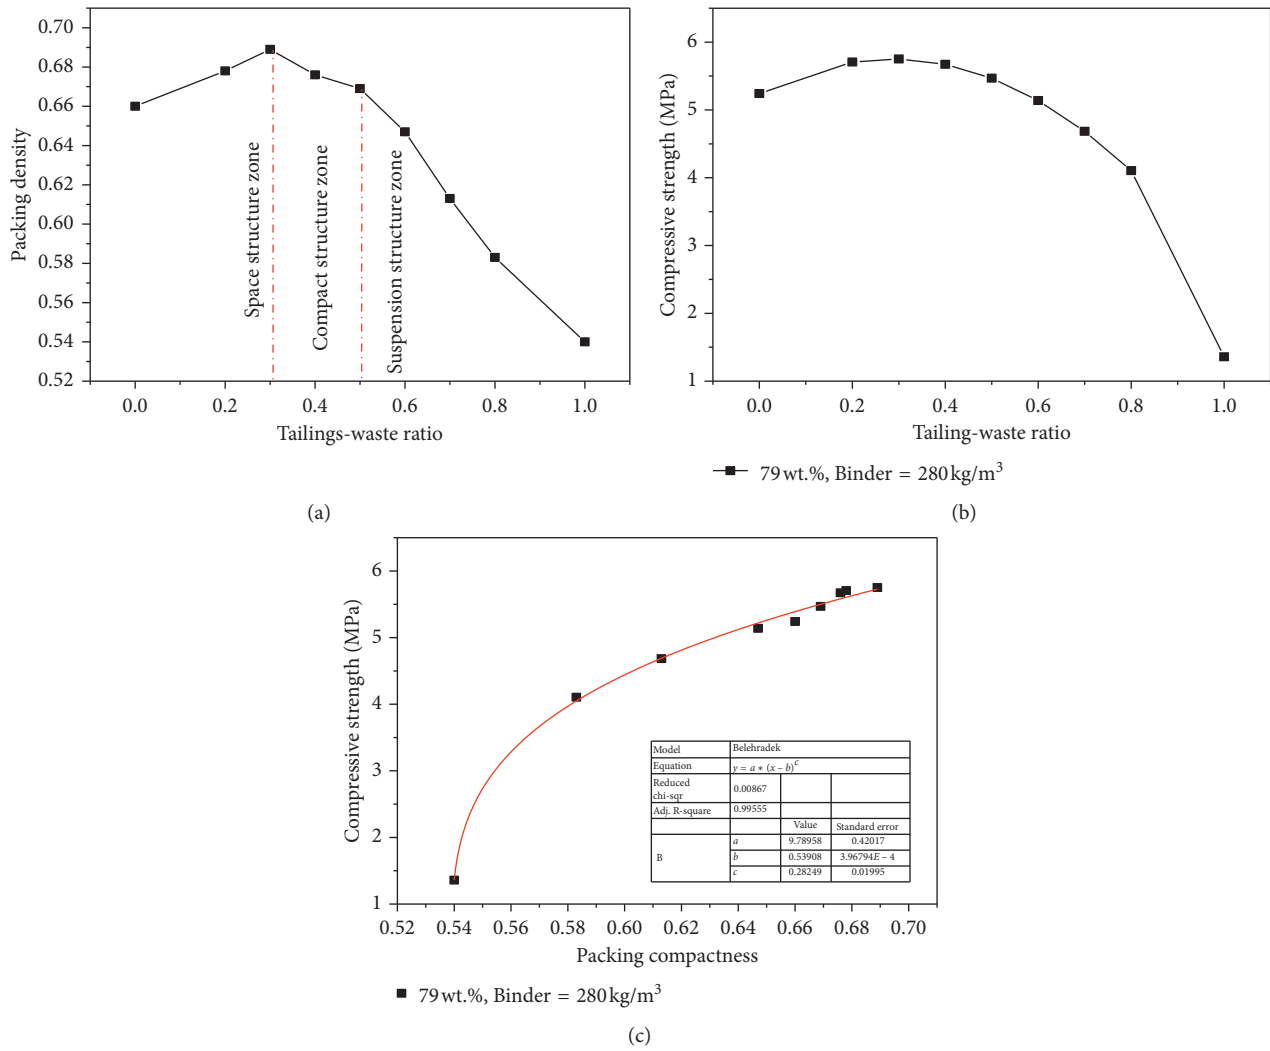 0.70
0.68
0.66
0.64
0.62
0.60
0.58
0.56
0.54
0.52
Packing density
Space structure zone
Compact structure zone
Suspension structure zone
0.0 0.2 0.4 0.6 0.8 1.0
Tailings-waste ratio
(a)
6
5
4
3
2
1
Compressive strength (MPa)
0.0 0.2 0.4 0.6 0.8 1.0
Tailing-waste ratio
79 wt.%, Binder = 280 kg/m³
(b)
6
5
4
3
2
1
Compressive strength (MPa)
Model Belehradek
Equation y = a * (x – b)^c
Reduced
chi-sqr 0.00867
Adj. R-square 0.99555
Value Standard error
B a 9.78958 0.42017
b 0.53908 3.96794E – 4
c 0.28249 0.01995
0.52 0.54 0.56 0.58 0.60 0.62 0.64 0.66 0.68 0.70
Packing compactness
79 wt.%, Binder = 280 kg/m³
(c)